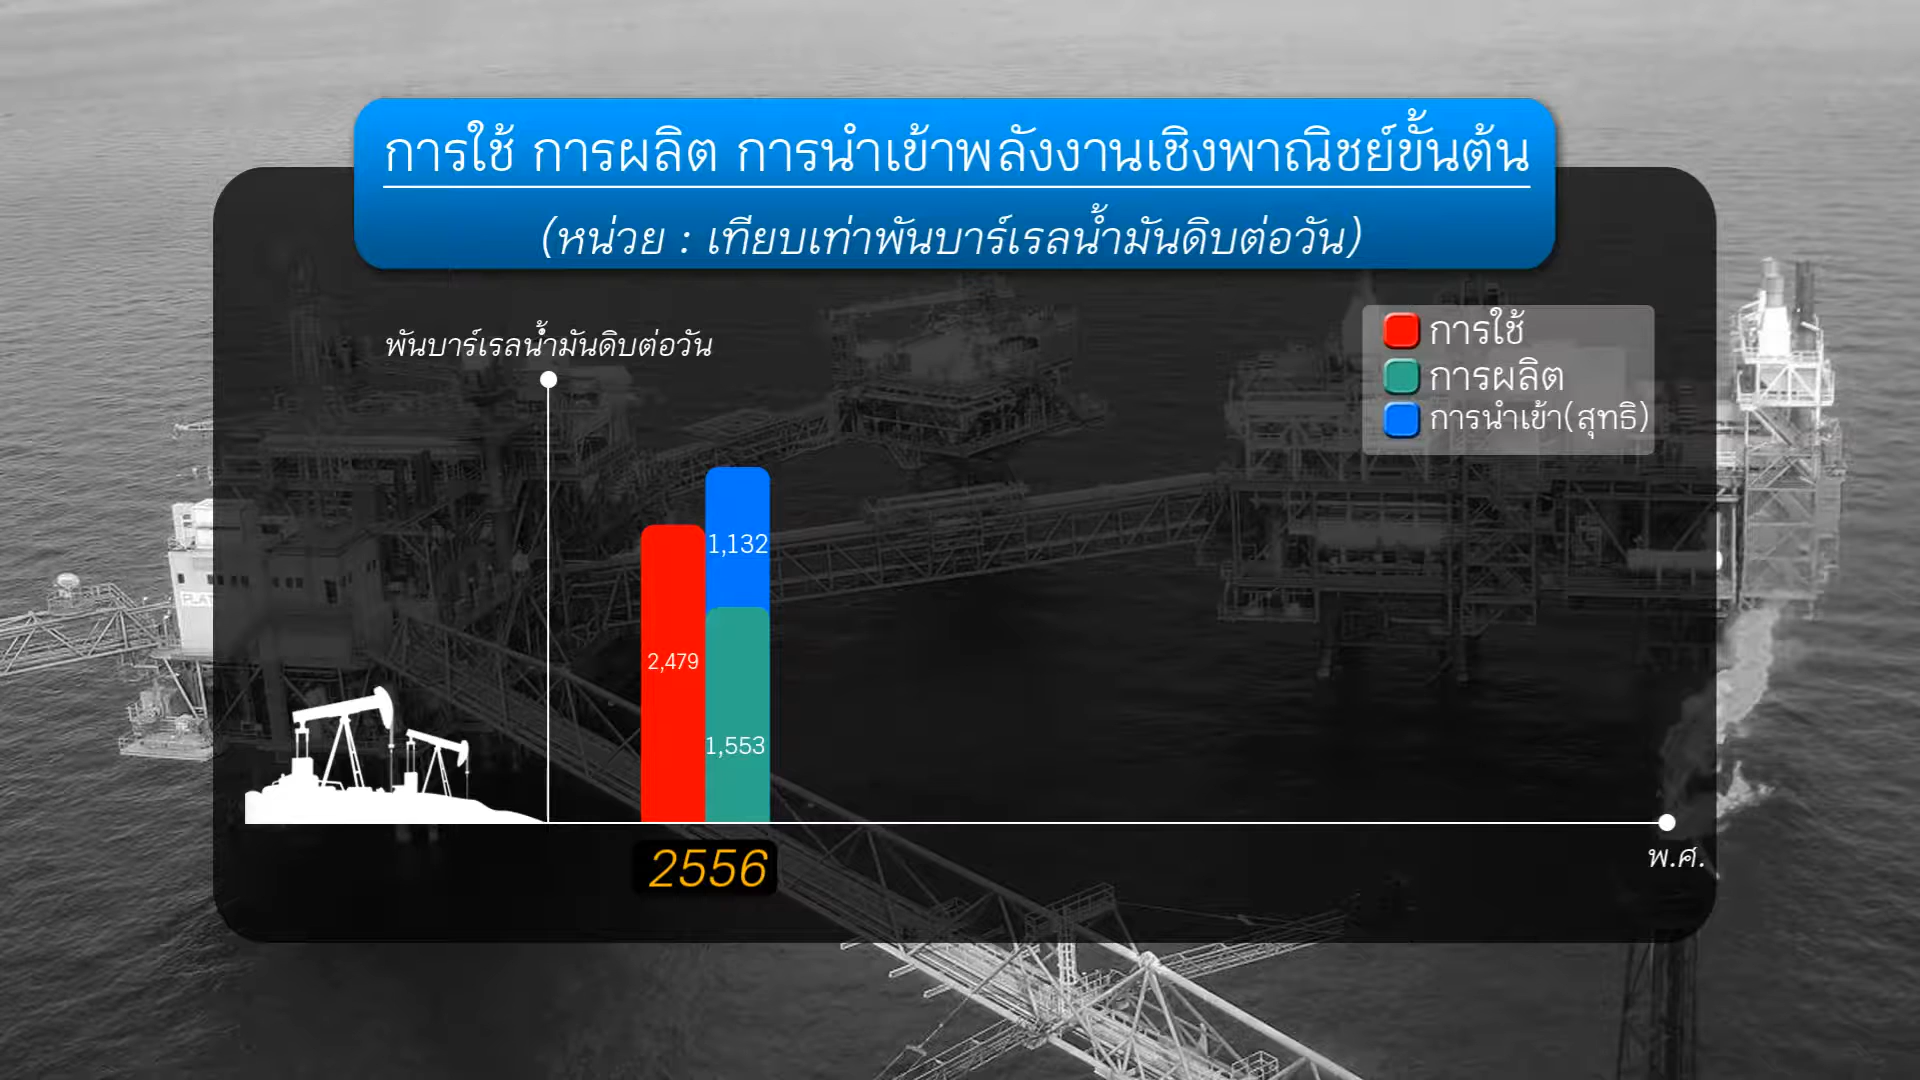 การใช้ การผลิต การนำเข้าพลังงานเชิงพาณิชย์ขั้นต้น
(หน่วย : เทียบเท่าพันบาร์เรลน้ำมันดิบต่อวัน)
พันบาร์เรลน้ำมันดิบต่อวัน
การใช้
การผลิต
การนำเข้า(สุทธิ)
1,132
2,479
1,553
2556
พ.ศ.